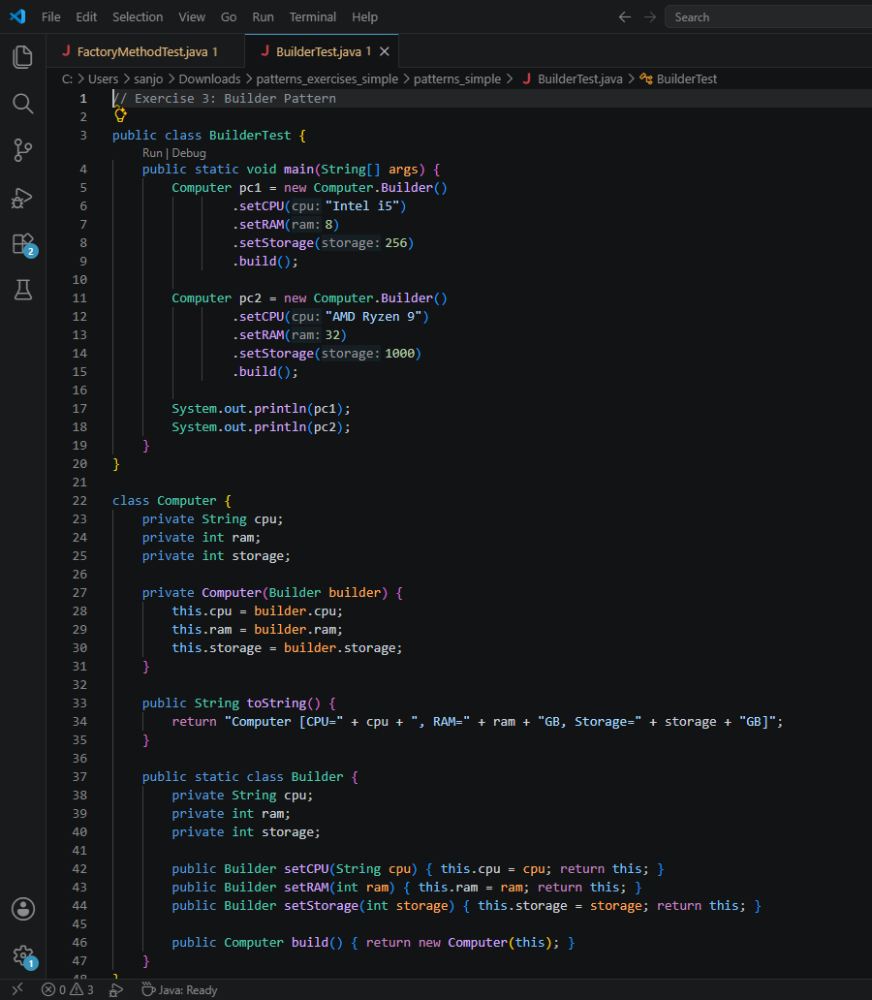 File Edit Selection View Go Run Terminal Help
Search
FactoryMethodTest.java 1
BuilderTest.java 1
C: > Users > sanjo > Downloads > patterns_exercises_simple > patterns_simple > BuilderTest.java > BuilderTest
1 // Exercise 3: Builder Pattern
2
3 public class BuilderTest {
Run | Debug
4 public static void main(String[] args) {
5 Computer pc1 = new Computer.Builder()
6 .setCPU(cpu: "Intel i5")
7 .setRAM(ram: 8)
8 .setStorage(storage: 256)
9 .build();
10
11 Computer pc2 = new Computer.Builder()
12 .setCPU(cpu: "AMD Ryzen 9")
13 .setRAM(ram: 32)
14 .setStorage(storage: 1000)
15 .build();
16
17 System.out.println(pc1);
18 System.out.println(pc2);
19 }
20 }
21
22 class Computer {
23 private String cpu;
24 private int ram;
25 private int storage;
26
27 private Computer(Builder builder) {
28 this.cpu = builder.cpu;
29 this.ram = builder.ram;
30 this.storage = builder.storage;
31 }
32
33 public String toString() {
34 return "Computer [CPU=" + cpu + ", RAM=" + ram + "GB, Storage=" + storage + "GB]";
35 }
36
37 public static class Builder {
38 private String cpu;
39 private int ram;
40 private int storage;
41
42 public Builder setCPU(String cpu) { this.cpu = cpu; return this; }
43 public Builder setRAM(int ram) { this.ram = ram; return this; }
44 public Builder setStorage(int storage) { this.storage = storage; return this; }
45
46 public Computer build() { return new Computer(this); }
47 }
48 }
2
1
0 3 Java: Ready